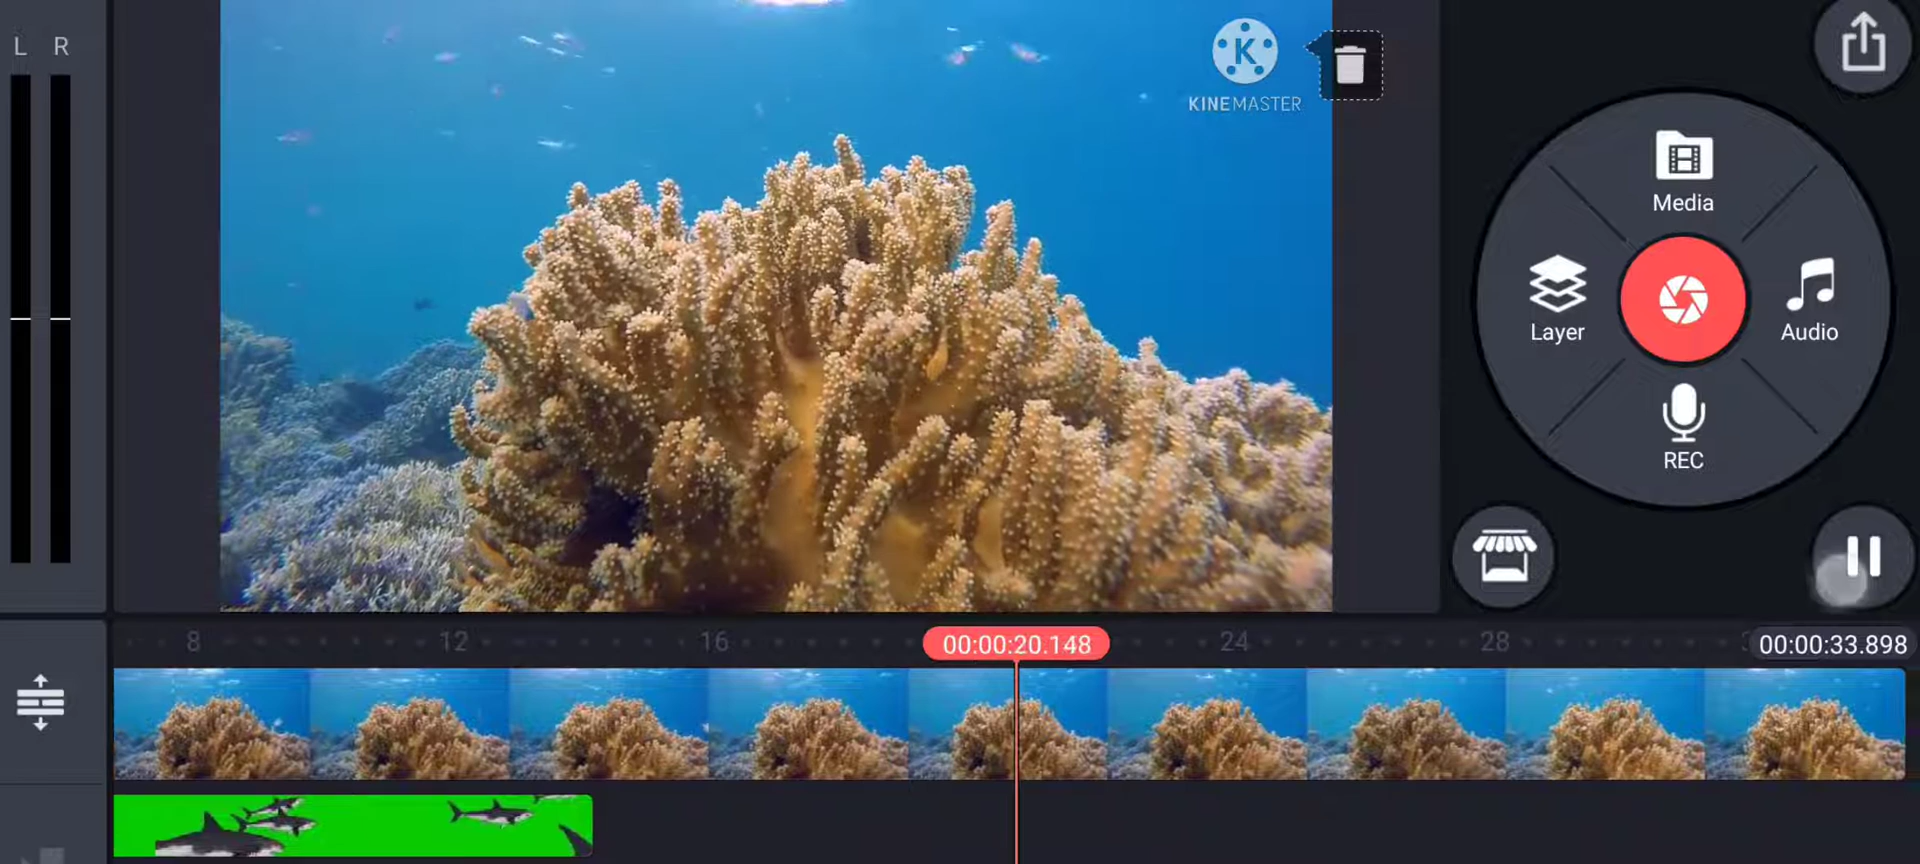 L R
KINEMASTER
Media
Layer
Audio
REC
8 12 16 00:00:20.148 24 28 00:00:33.898